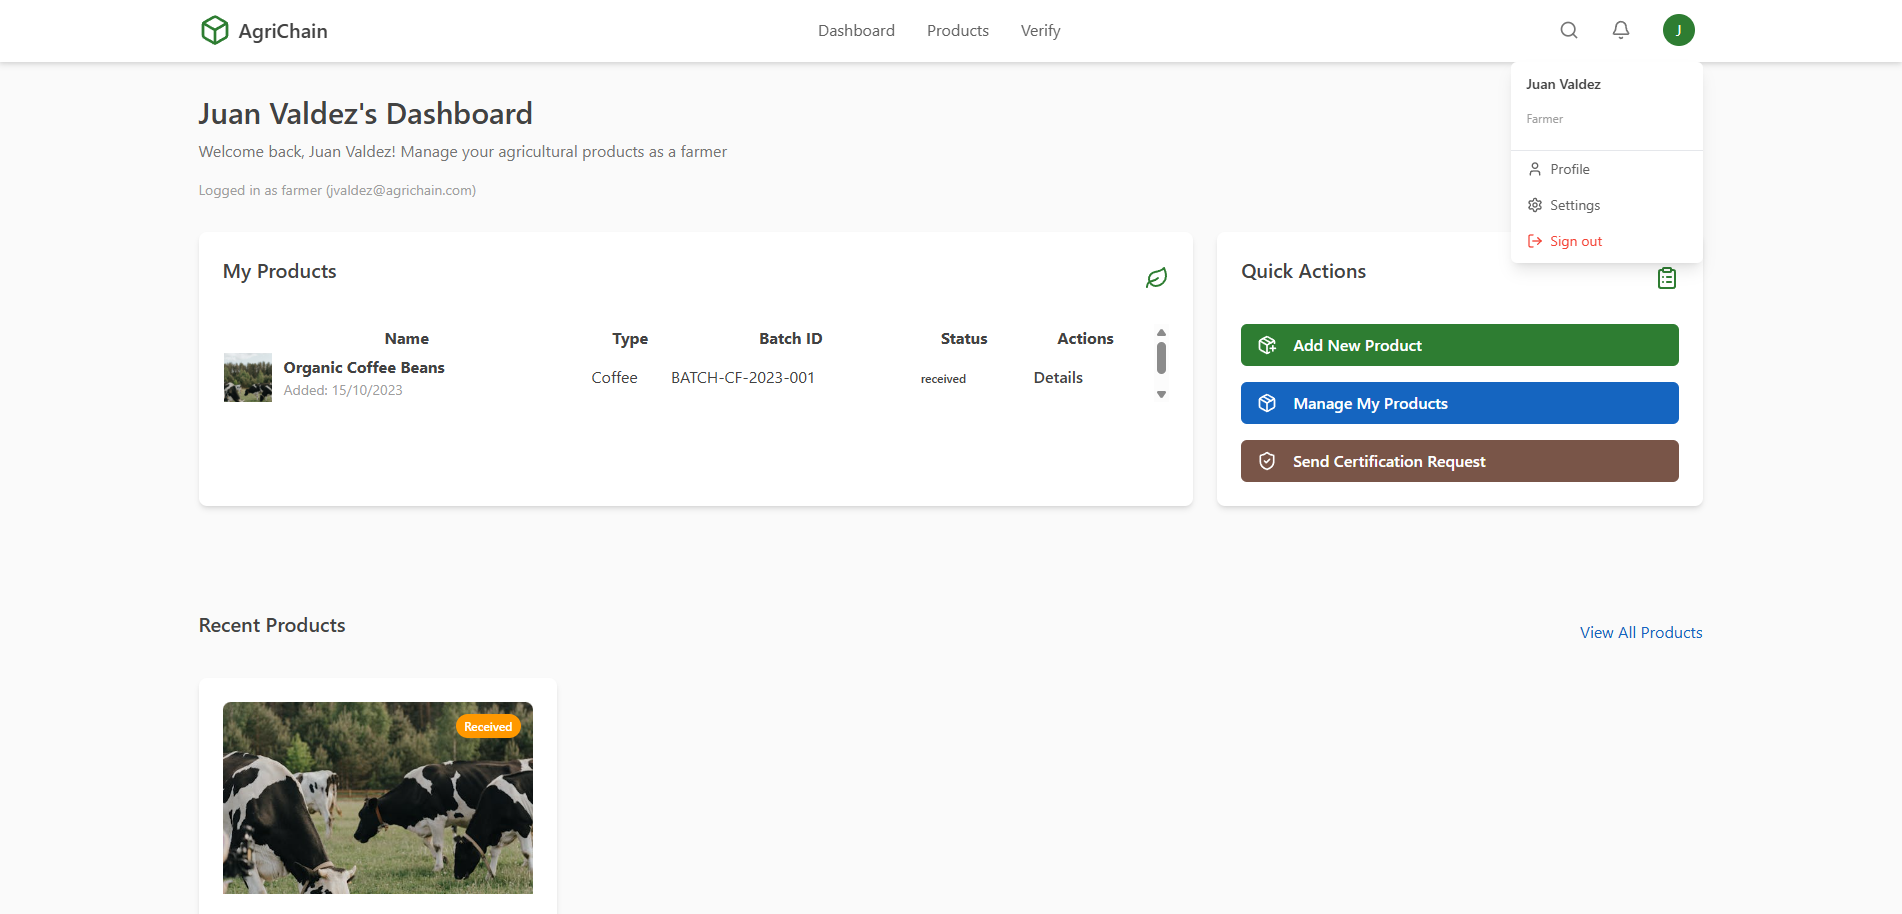 AgriChain
Dashboard Products Verify
J
Juan Valdez
Farmer
Profile
Settings
Sign out
Juan Valdez's Dashboard
Welcome back, Juan Valdez! Manage your agricultural products as a farmer
Logged in as farmer (jvaldez@agrichain.com)
My Products
Name Type Batch ID Status Actions
Organic Coffee Beans
Added: 15/10/2023
Coffee BATCH-CF-2023-001 received Details
Quick Actions
Add New Product
Manage My Products
Send Certification Request
Recent Products
View All Products
Received